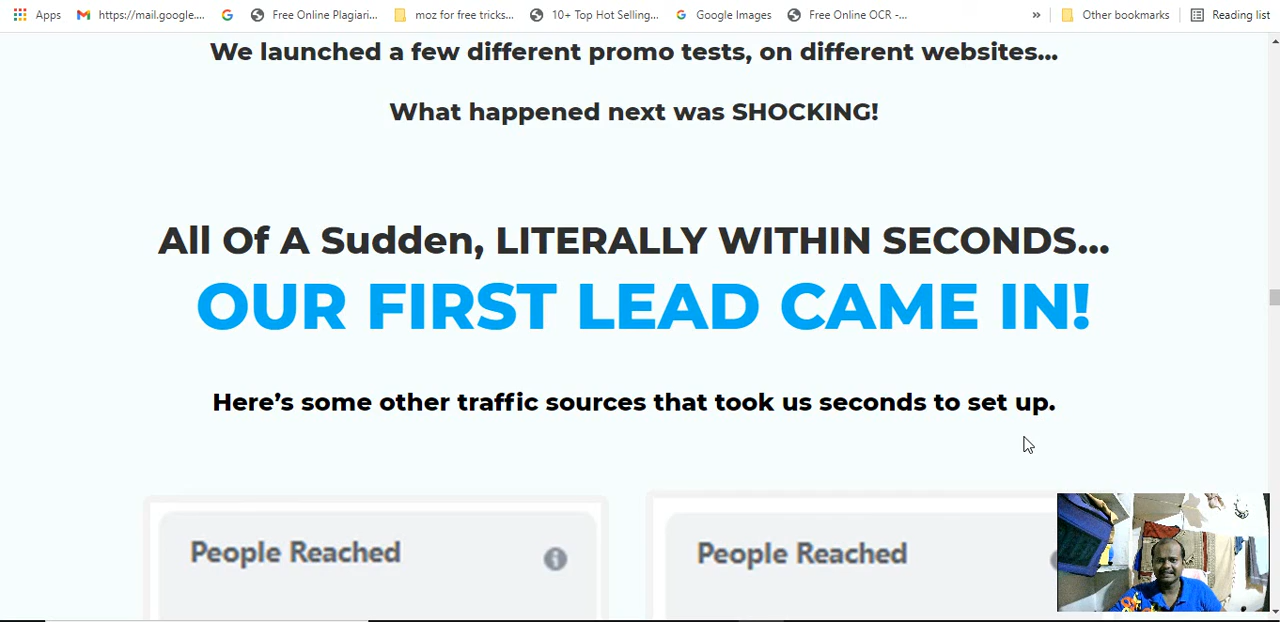 Apps
https://mail.google....
Free Online Plagiari...
moz for free tricks...
10+ Top Hot Selling...
Google Images
Free Online OCR -...
»
Other bookmarks
Reading list
We launched a few different promo tests, on different websites...
What happened next was SHOCKING!
All Of A Sudden, LITERALLY WITHIN SECONDS...
OUR FIRST LEAD CAME IN!
Here’s some other traffic sources that took us seconds to set up.
People Reached
People Reached